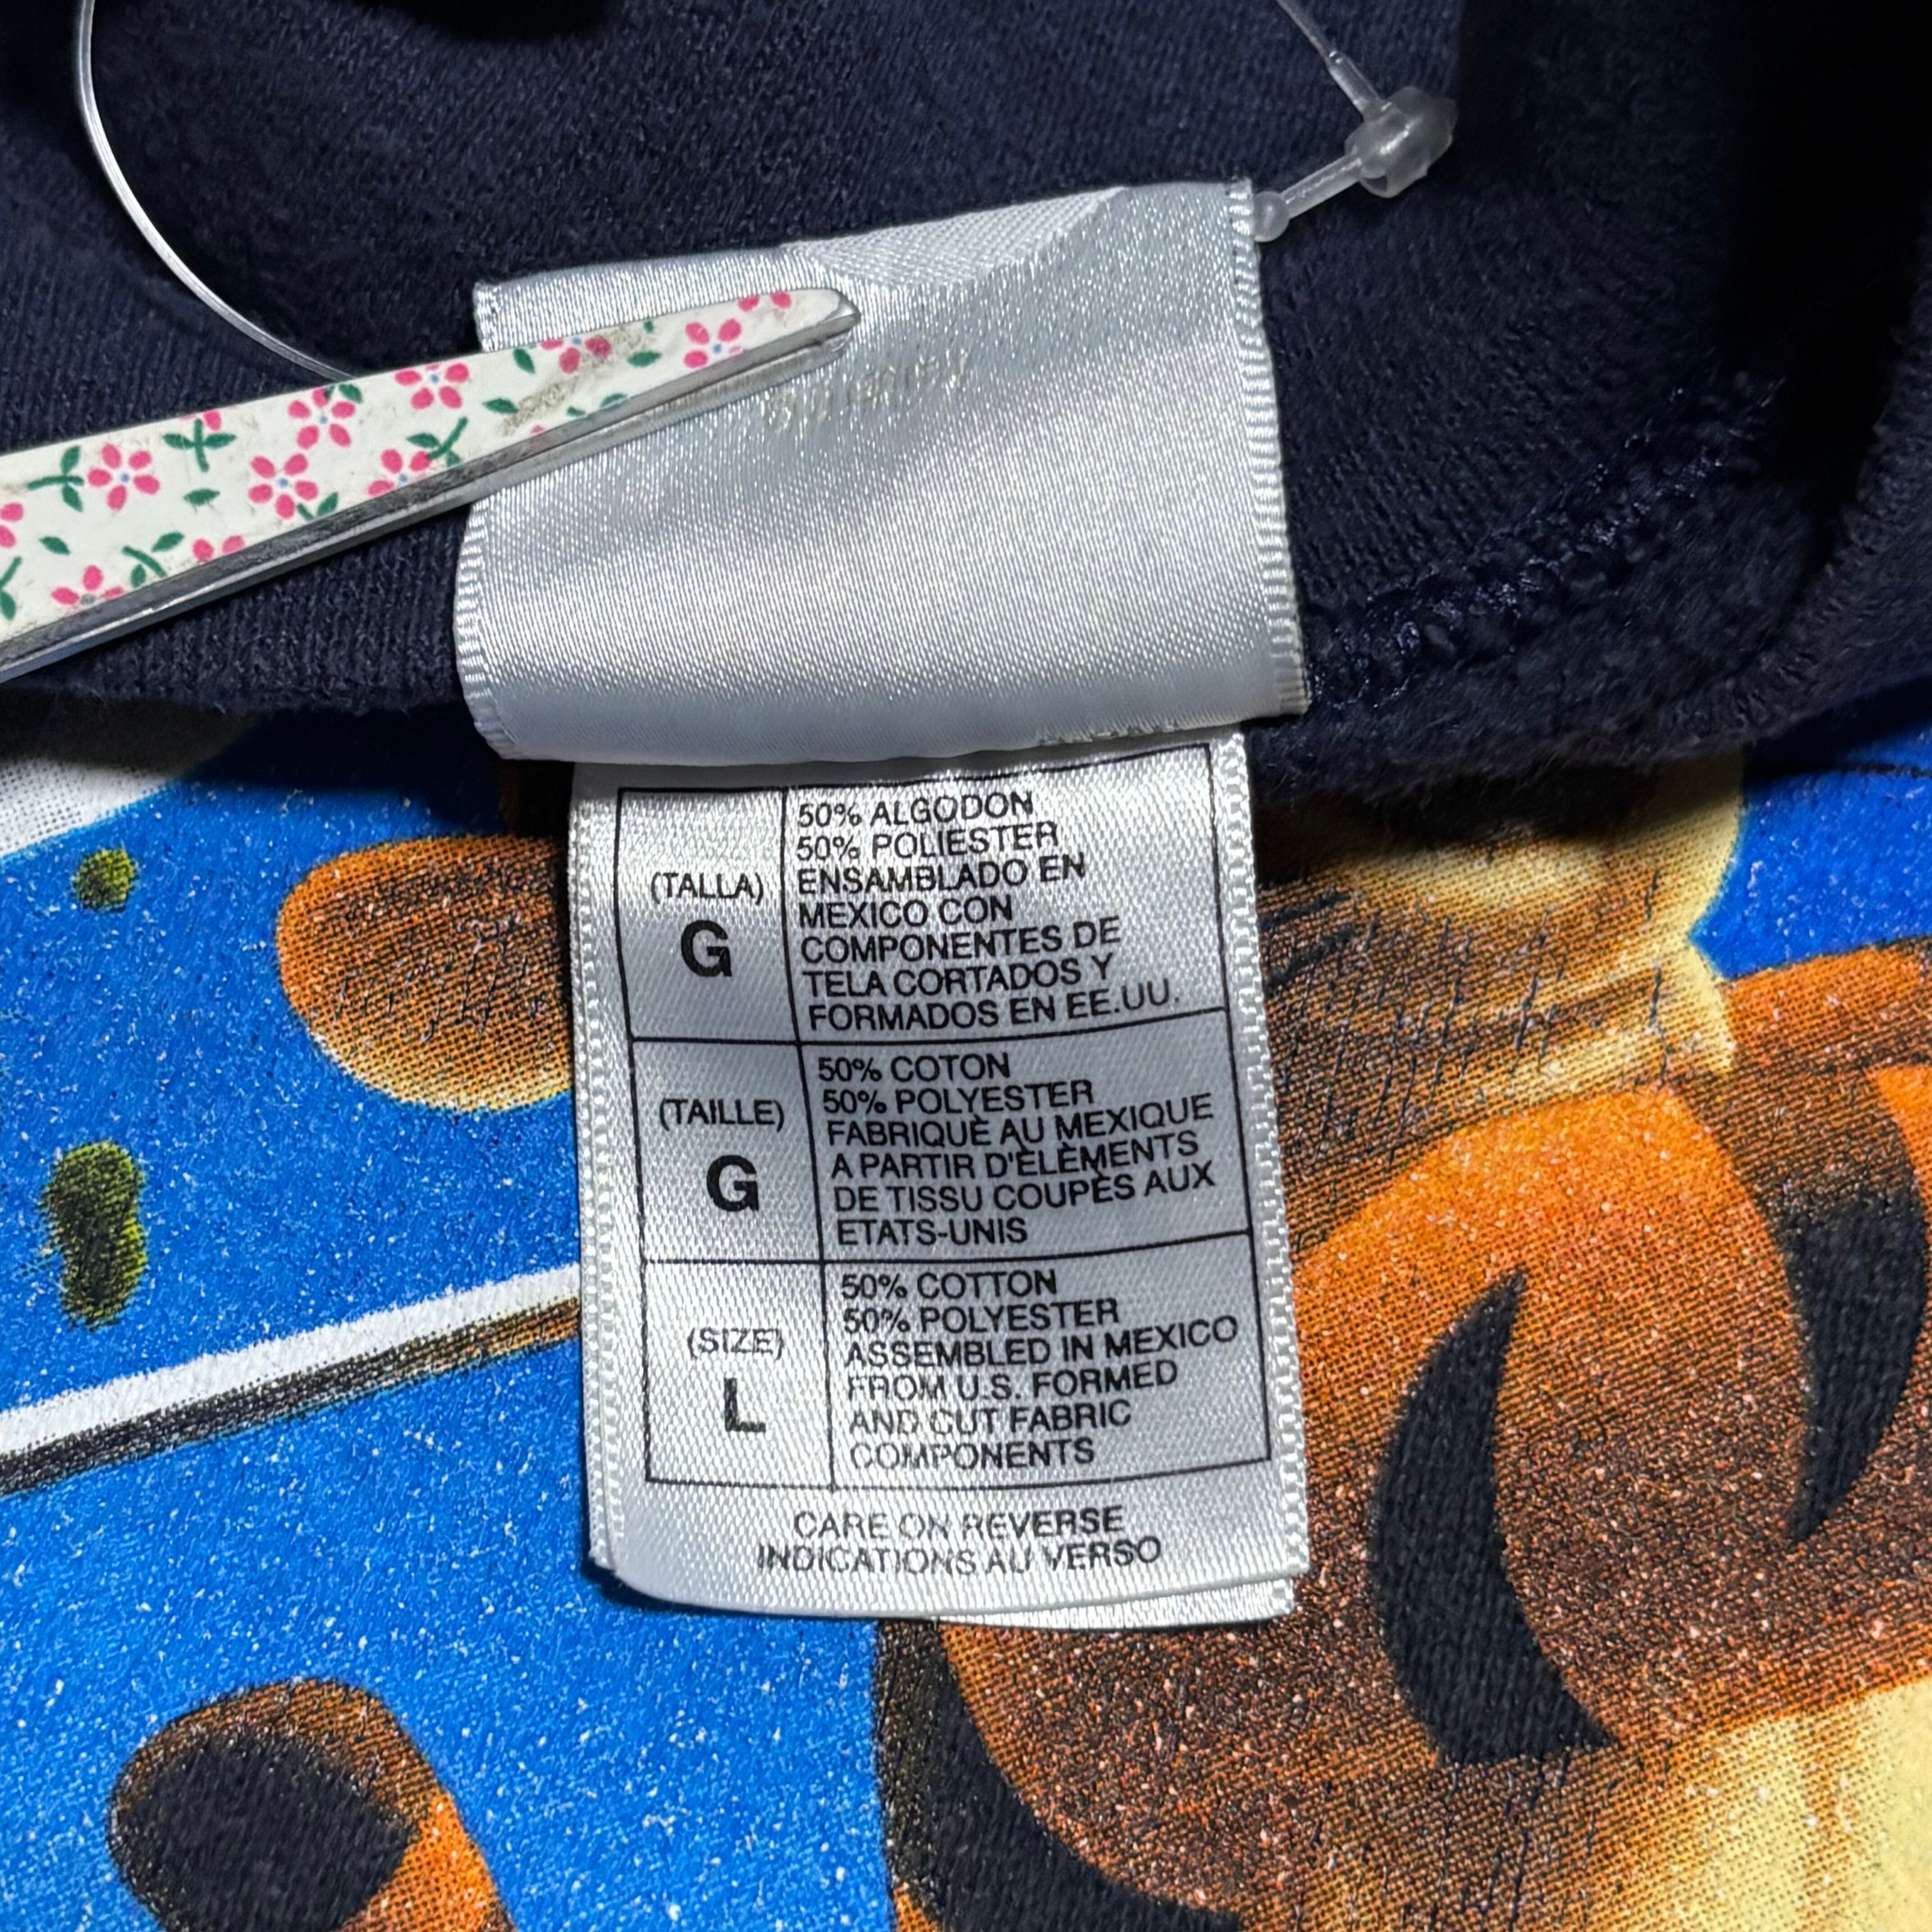 50% ALGODON
50% POLIESTER
(TALLA)
G
ENSAMBLADO EN
MEXICO CON
COMPONENTES DE
TELA CORTADOS Y
FORMADOS EN EE.UU.
50% COTON
50% POLYESTER
(TAILLE)
G
FABRIQUÈ AU MEXIQUE
A PARTIR D'ÈLÈMENTS
DE TISSU COUPÈS AUX
ETATS-UNIS
50% COTTON
50% POLYESTER
(SIZE)
L
ASSEMBLED IN MEXICO
FROM U.S. FORMED
AND CUT FABRIC
COMPONENTS
CARE ON REVERSE
INDICATIONS AU VERSO